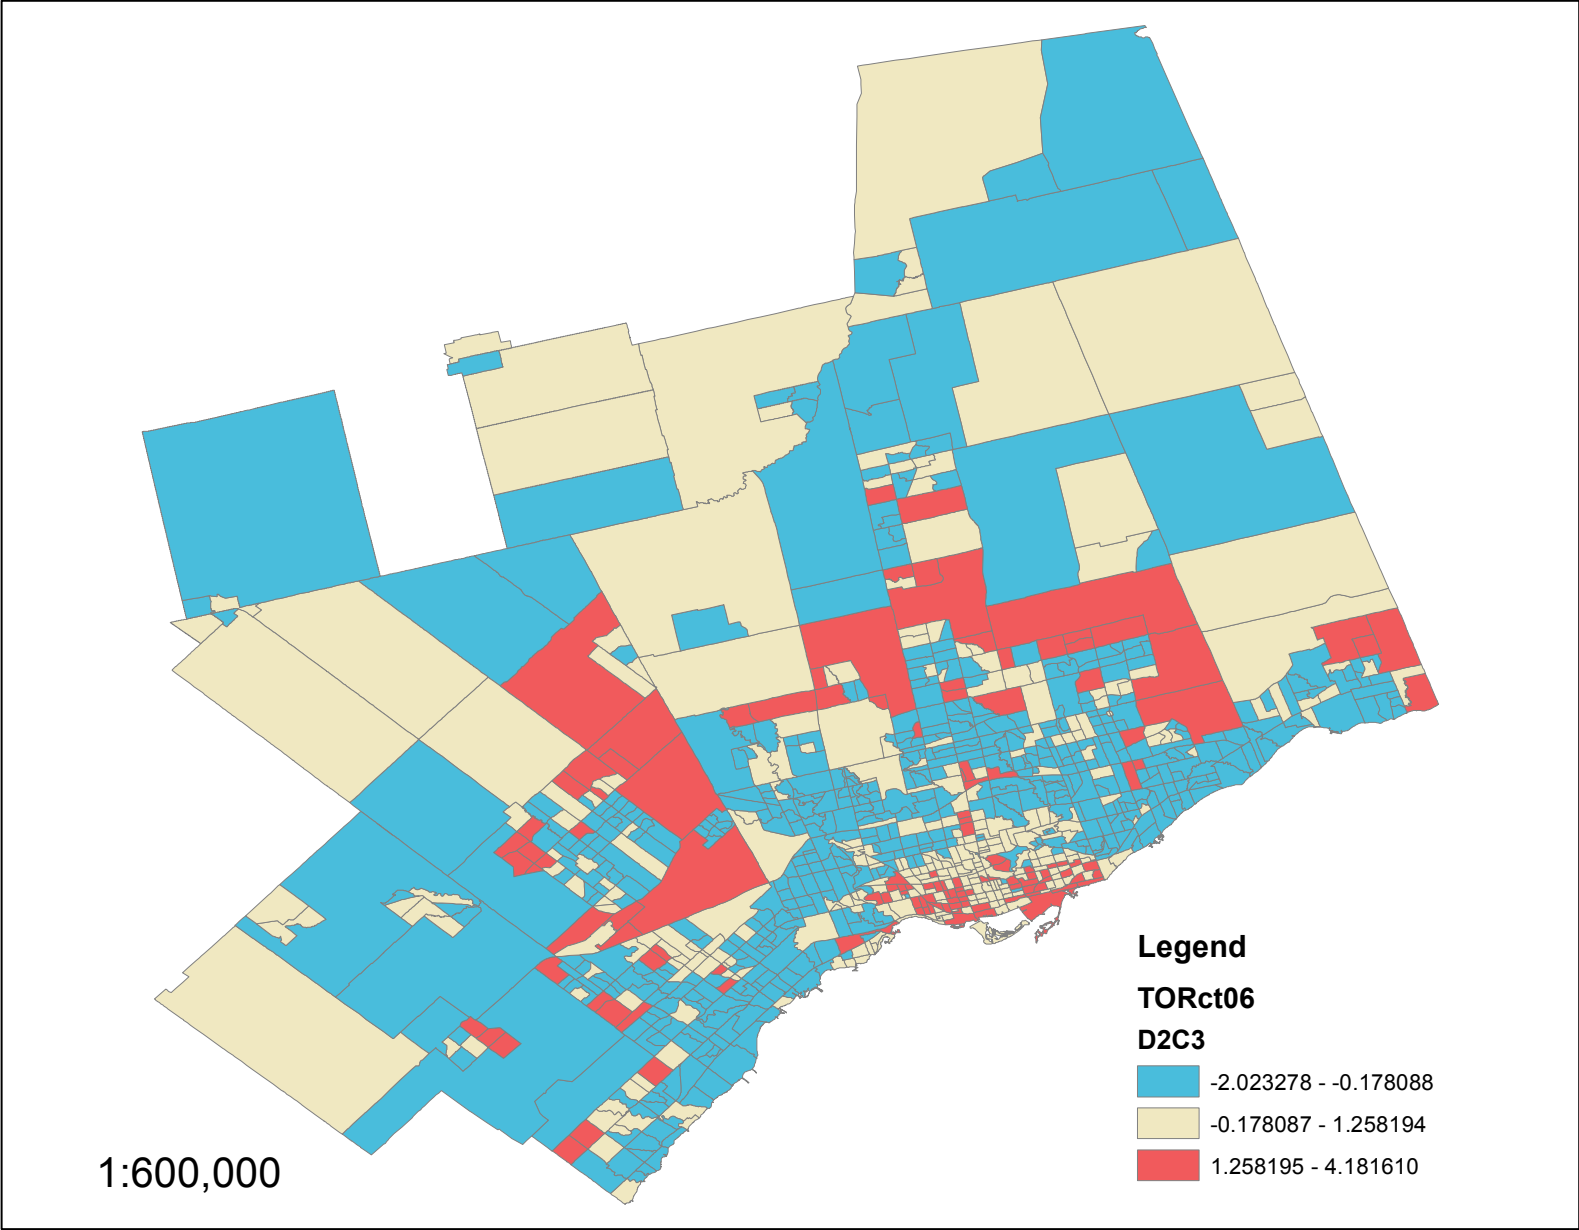 Legend
TORct06
D2C3
-2.023278 - -0.178088
-0.178087 - 1.258194
1.258195 - 4.181610
1:600,000